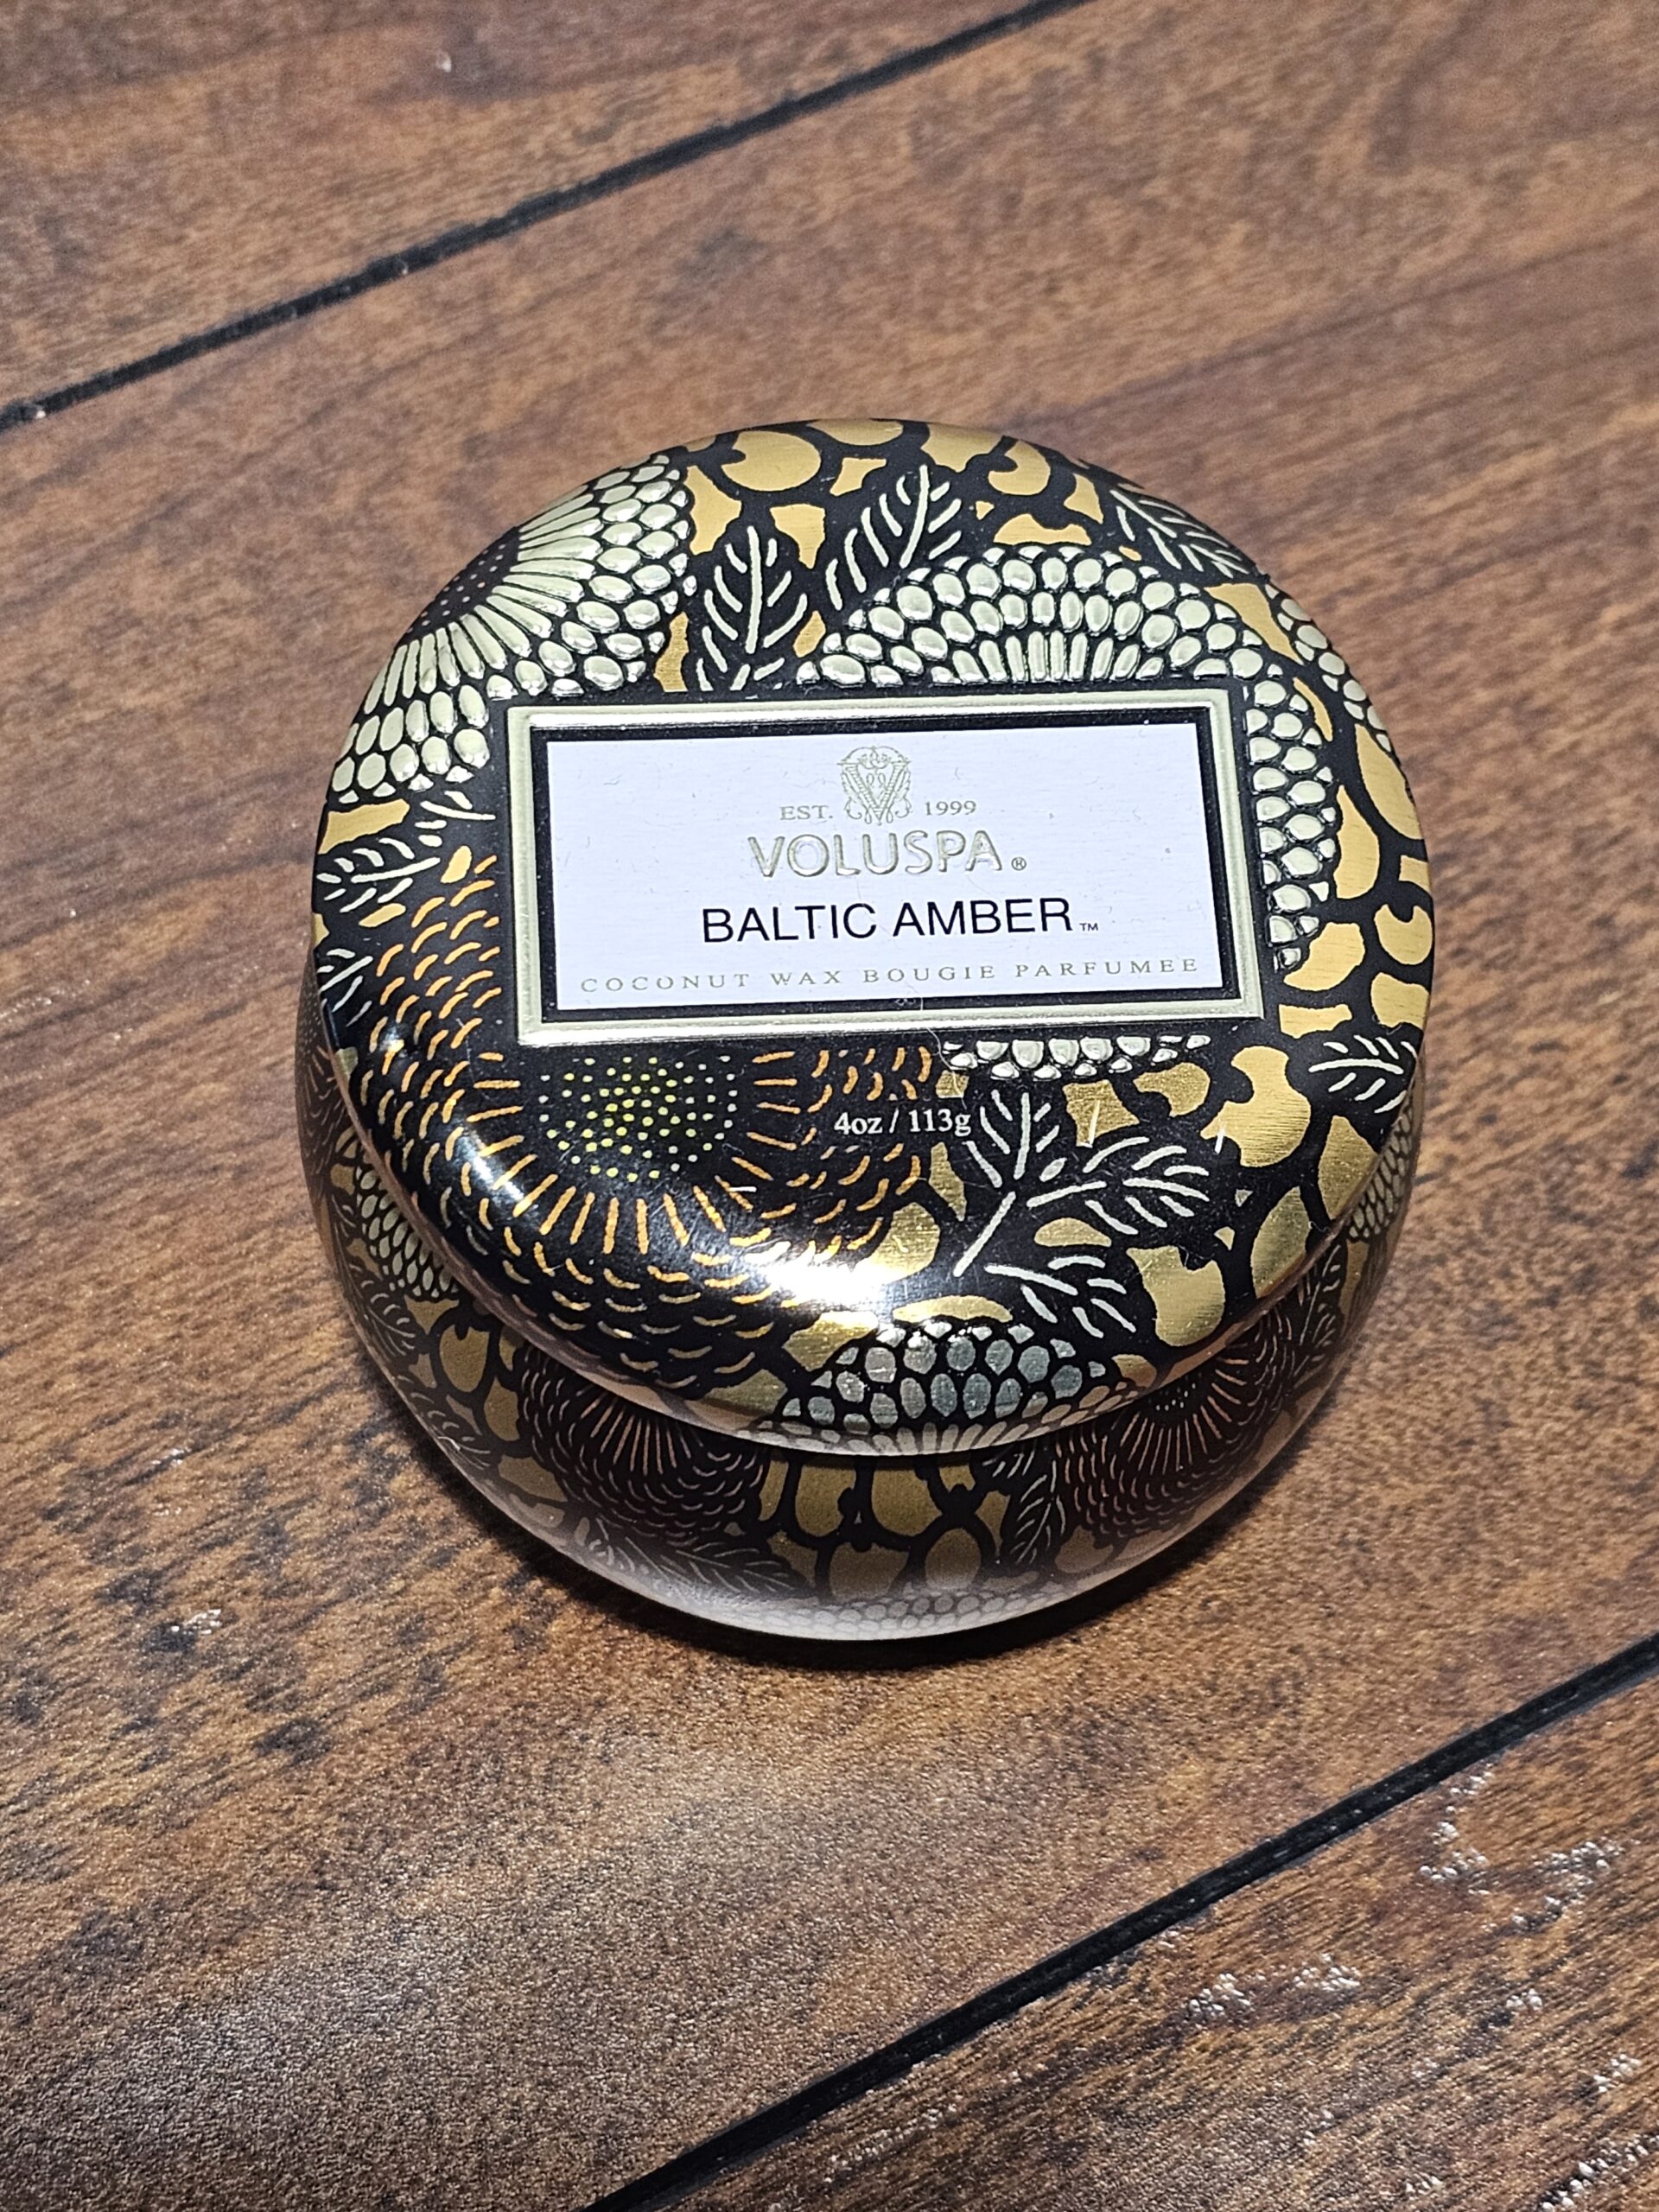 EST. 1999
VOLUSPA®
BALTIC AMBER™
COCONUT WAX BOUGIE PARFUMEE
4oz / 113g